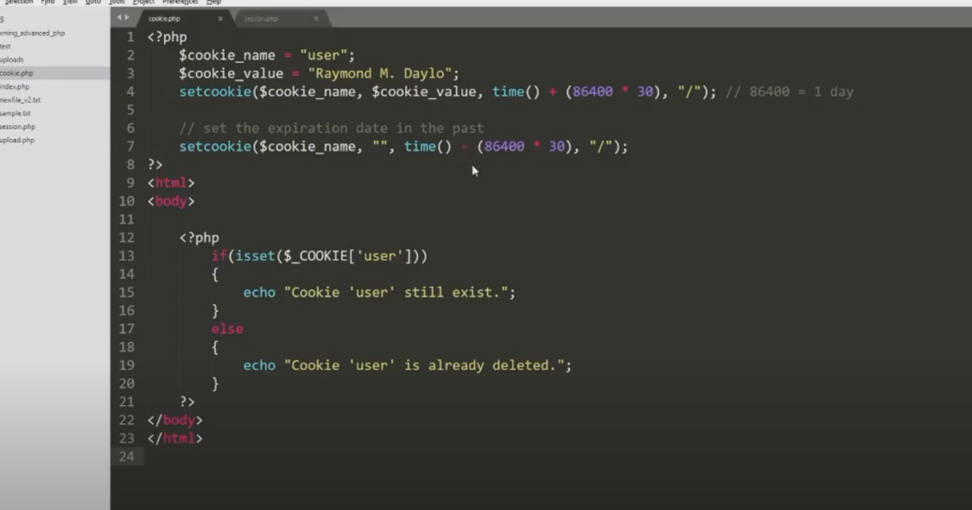 Selection Find View Goto Tools Project Preferences Help
cookie.php × session.php ×
rning_advanced_php
text
uploads
cookie.php
index.php
newfile_v2.txt
sample.txt
session.php
upload.php
1 <?php
2 $cookie_name = "user";
3 $cookie_value = "Raymond M. Daylo";
4 setcookie($cookie_name, $cookie_value, time() + (86400 * 30), "/"); // 86400 = 1 day
5
6 // set the expiration date in the past
7 setcookie($cookie_name, "", time() - (86400 * 30), "/");
8 ?>
9 <html>
10 <body>
11
12 <?php
13 if(isset($_COOKIE['user']))
14 {
15 echo "Cookie 'user' still exist.";
16 }
17 else
18 {
19 echo "Cookie 'user' is already deleted.";
20 }
21 ?>
22 </body>
23 </html>
24